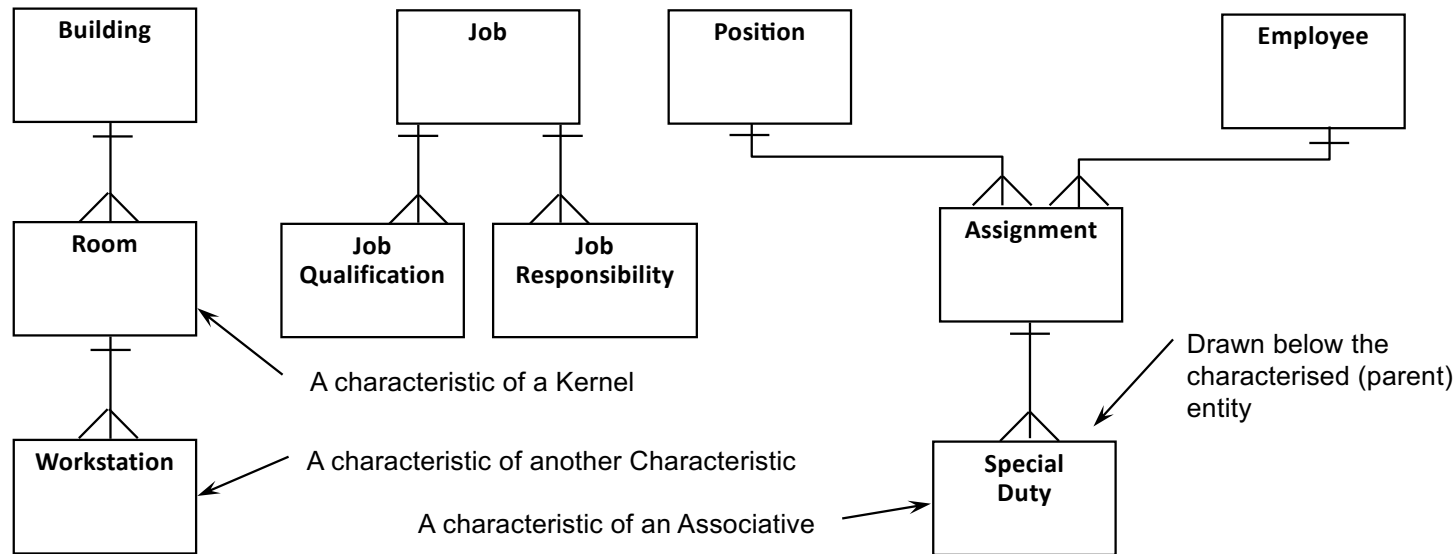 Building
Job
Position
Employee
Room
Job
Qualification
Job
Responsibility
Assignment
A characteristic of a Kernel
Drawn below the
characterised (parent)
entity
Workstation
A characteristic of another Characteristic
Special
Duty
A characteristic of an Associative